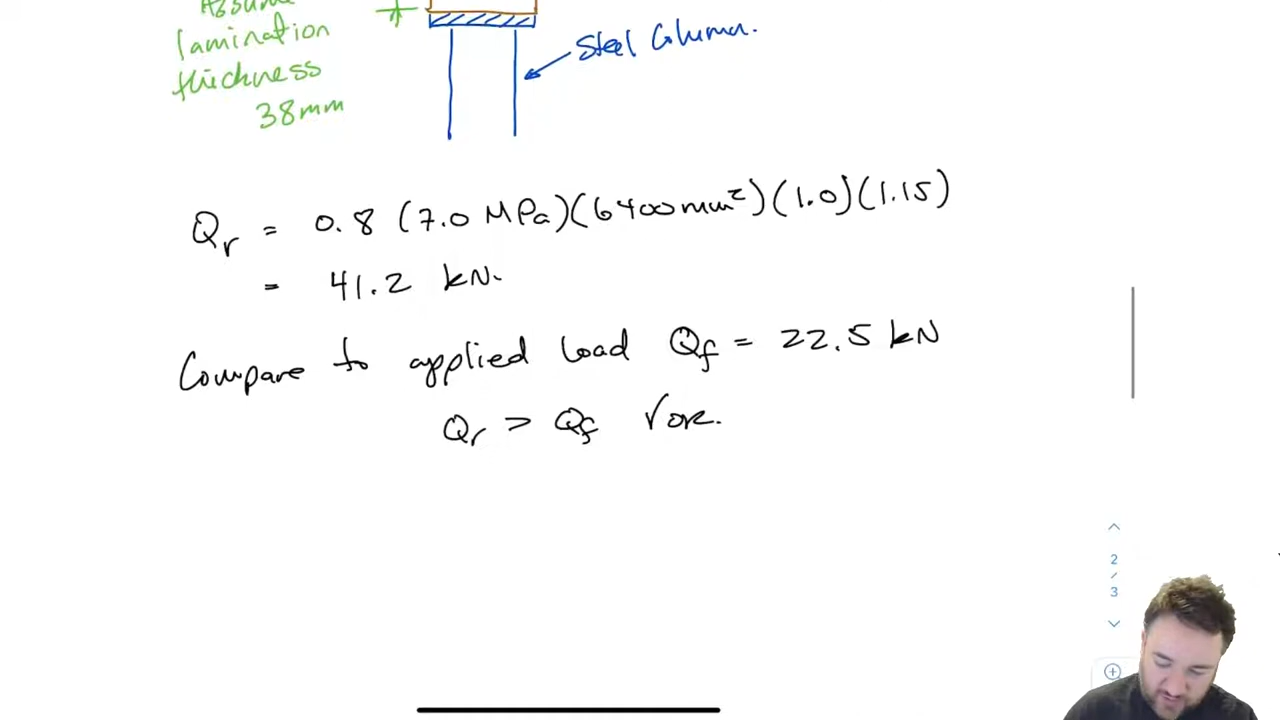 Assume
lamination
thickness
38mm
Steel Column.
Qr = 0.8 (7.0 MPa)(6400mm²)(1.0)(1.15)
= 41.2 kN.
Compare to applied load Qf = 22.5 kN
Qr > Qf √ ok.
2
/
3